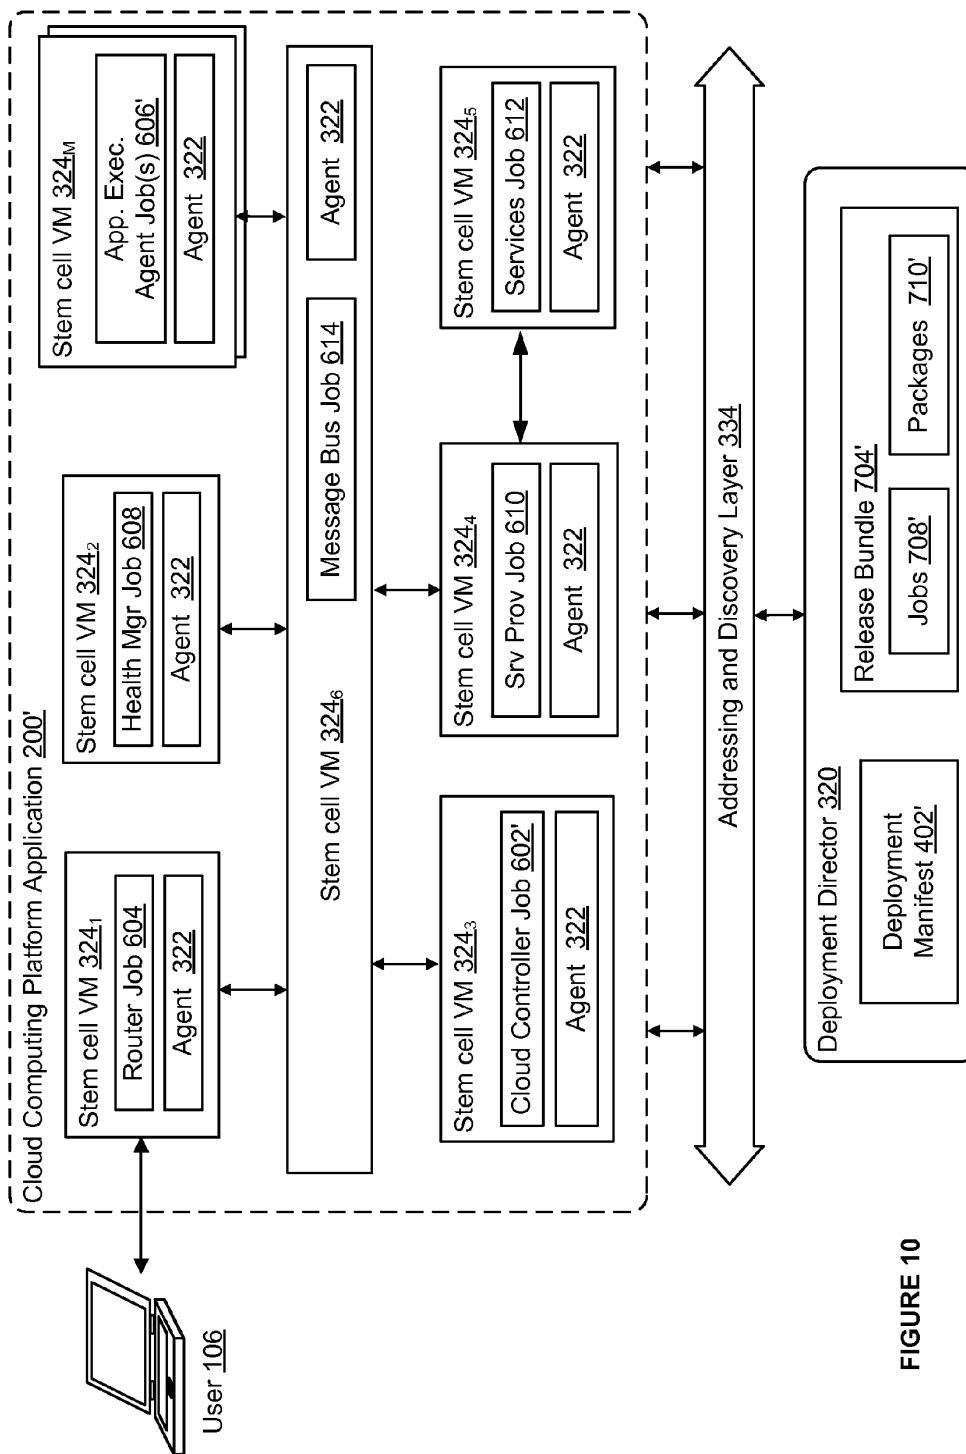 User 106
Cloud Computing Platform Application 200'
Stem cell VM 324₁
Router Job 604
Agent 322
Stem cell VM 324₂
Health Mgr Job 608
Agent 322
Stem cell VM 324M
App. Exec.
Agent Job(s) 606'
Agent 322
Stem cell VM 324₆
Message Bus Job 614
Agent 322
Stem cell VM 324₃
Cloud Controller Job 602'
Agent 322
Stem cell VM 324₄
Srv Prov Job 610
Agent 322
Stem cell VM 324₅
Services Job 612
Agent 322
Addressing and Discovery Layer 334
Deployment Director 320
Deployment
Manifest 402'
Release Bundle 704'
Jobs 708'
Packages 710'
FIGURE 10